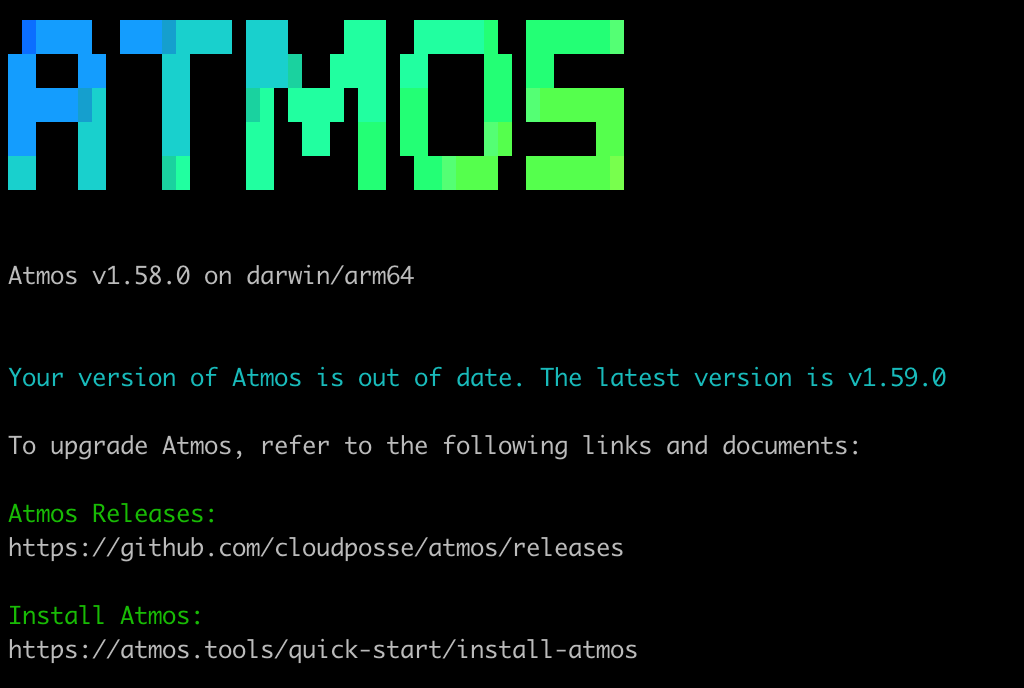 ATMOS
Atmos v1.58.0 on darwin/arm64
Your version of Atmos is out of date. The latest version is v1.59.0
To upgrade Atmos, refer to the following links and documents:
Atmos Releases:
https://github.com/cloudposse/atmos/releases
Install Atmos:
https://atmos.tools/quick-start/install-atmos